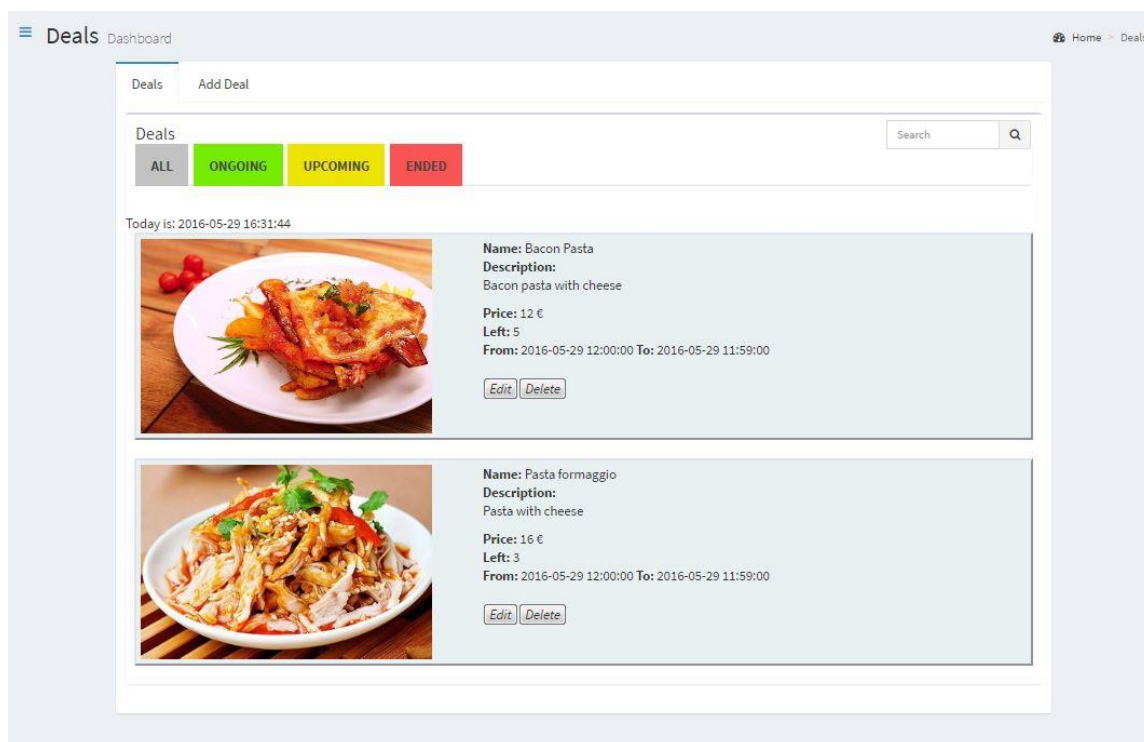 Deals Dashboard
Home > Deals
Deals Add Deal
Deals
Search
ALL ONGOING UPCOMING ENDED
Today is: 2016-05-29 16:31:44
Name: Bacon Pasta
Description:
Bacon pasta with cheese
Price: 12 €
Left: 5
From: 2016-05-29 12:00:00 To: 2016-05-29 11:59:00
Edit Delete
Name: Pasta formaggio
Description:
Pasta with cheese
Price: 16 €
Left: 3
From: 2016-05-29 12:00:00 To: 2016-05-29 11:59:00
Edit Delete